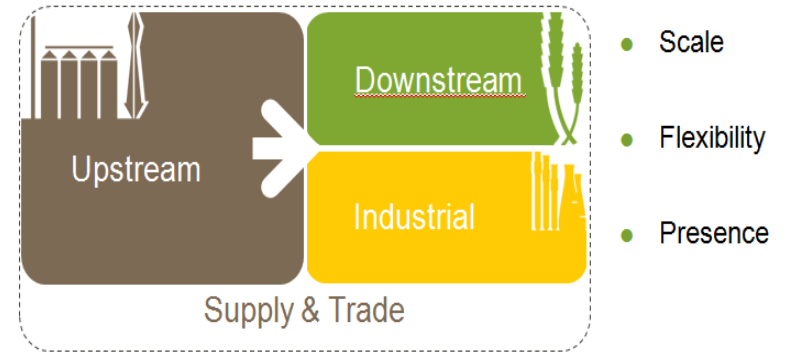 Upstream
Downstream
Industrial
Supply & Trade
Scale
Flexibility
Presence